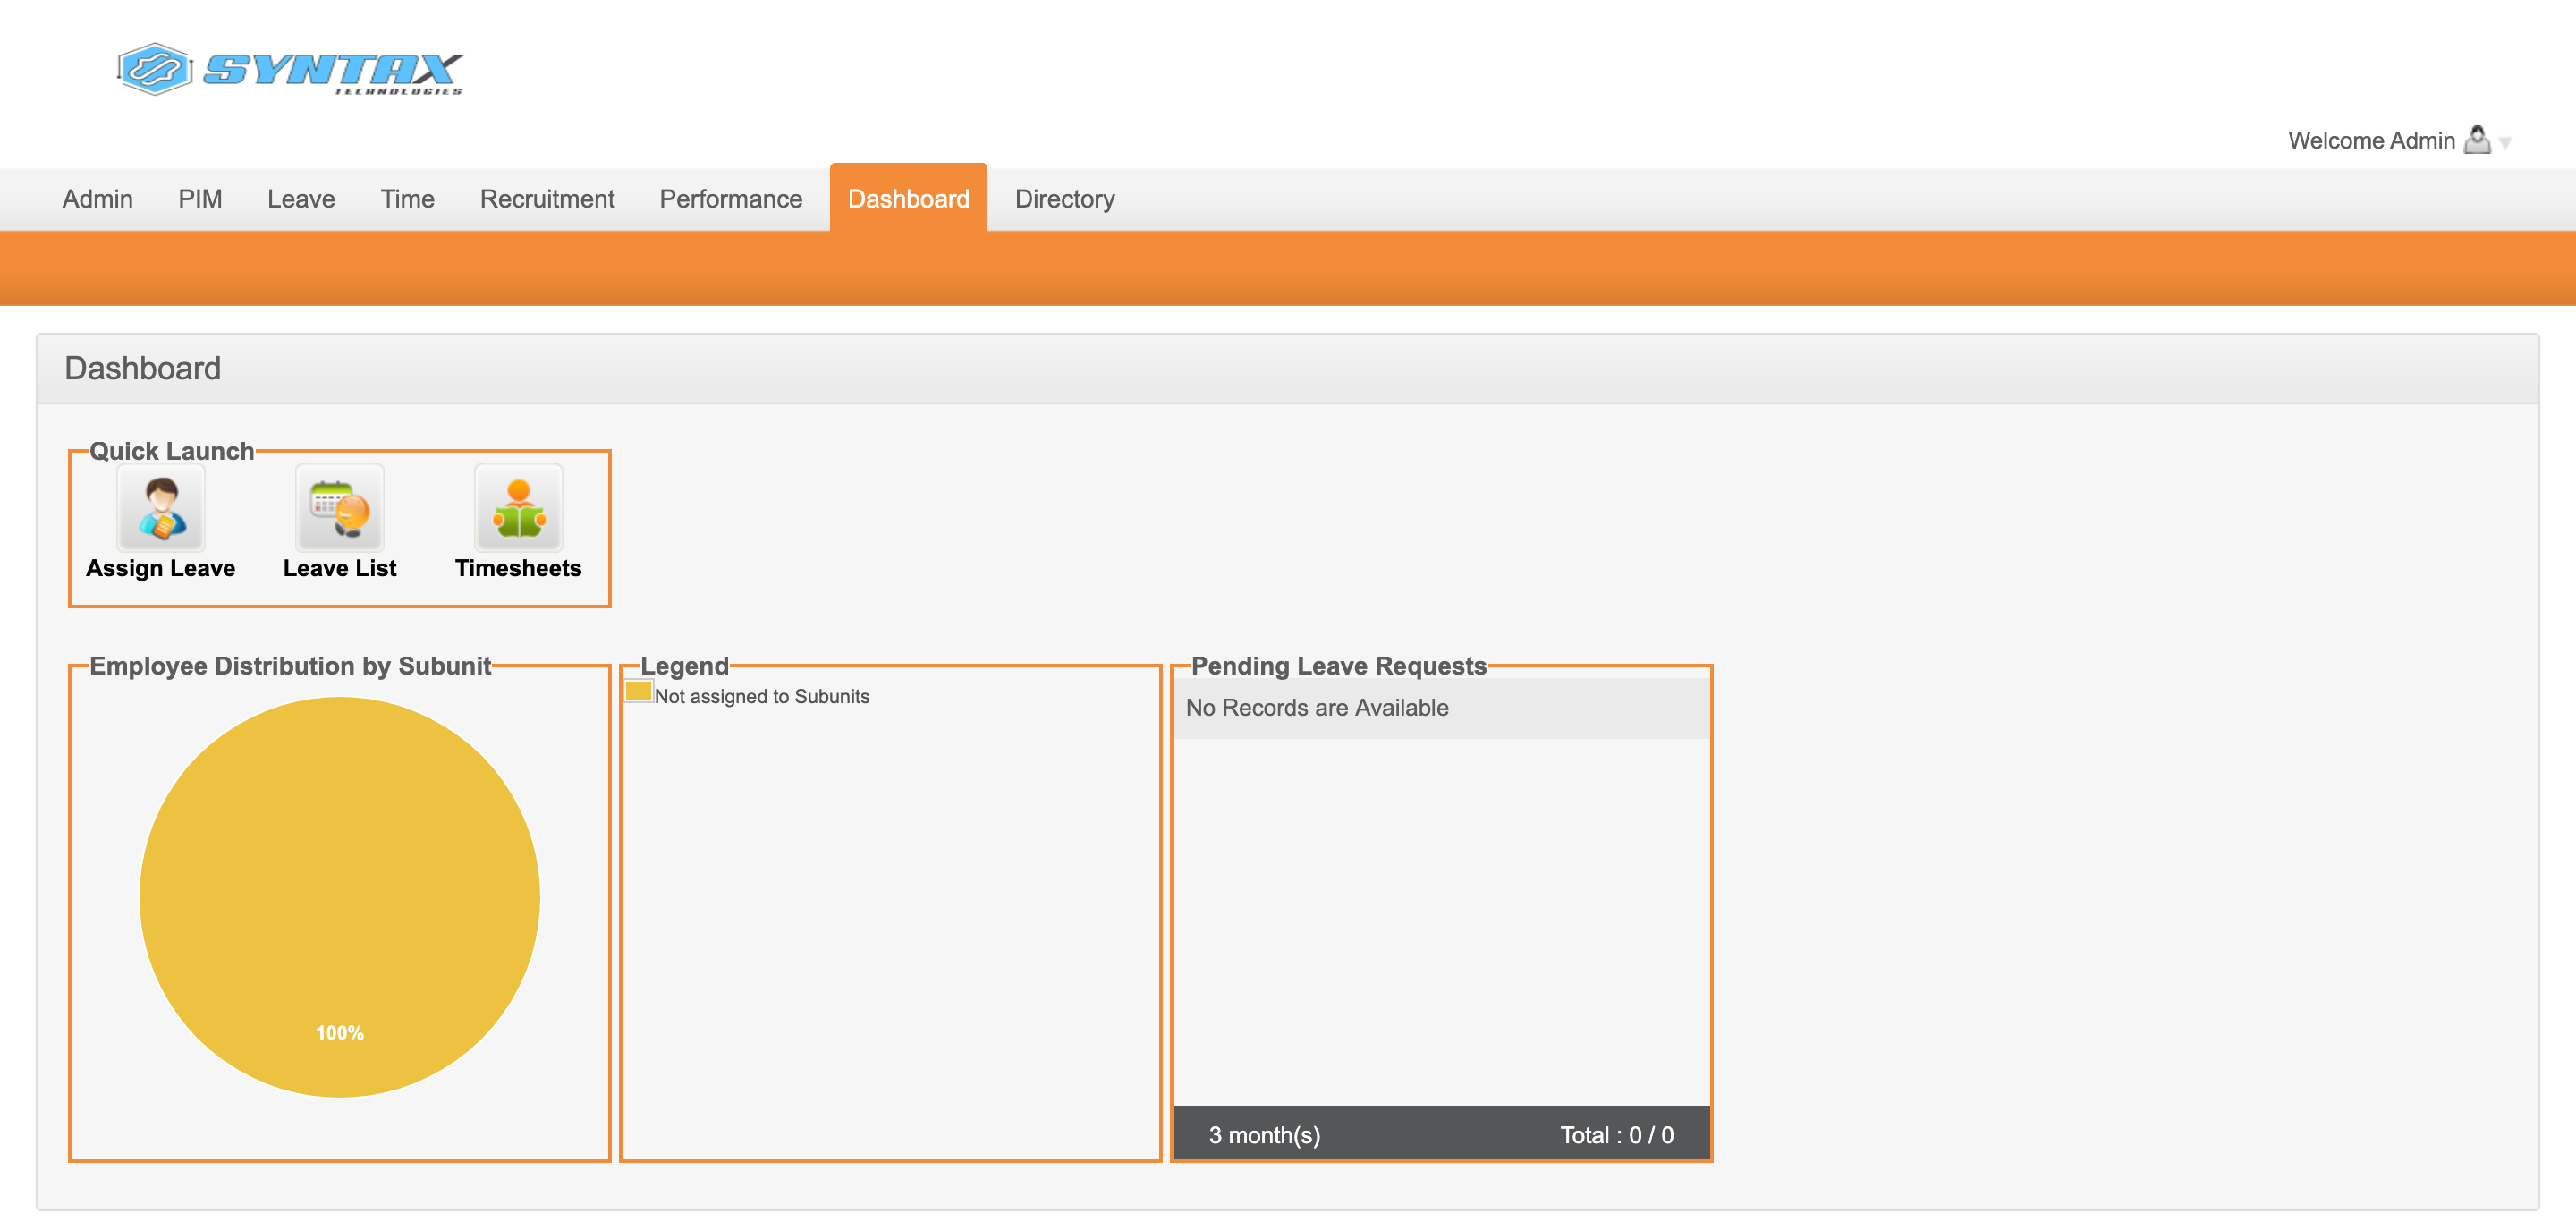 SYNTAX
TECHNOLOGIES
Welcome Admin
Admin PIM Leave Time Recruitment Performance Dashboard Directory
Dashboard
Quick Launch
Assign Leave Leave List Timesheets
Employee Distribution by Subunit
100%
Legend
Not assigned to Subunits
Pending Leave Requests
No Records are Available
3 month(s) Total : 0 / 0